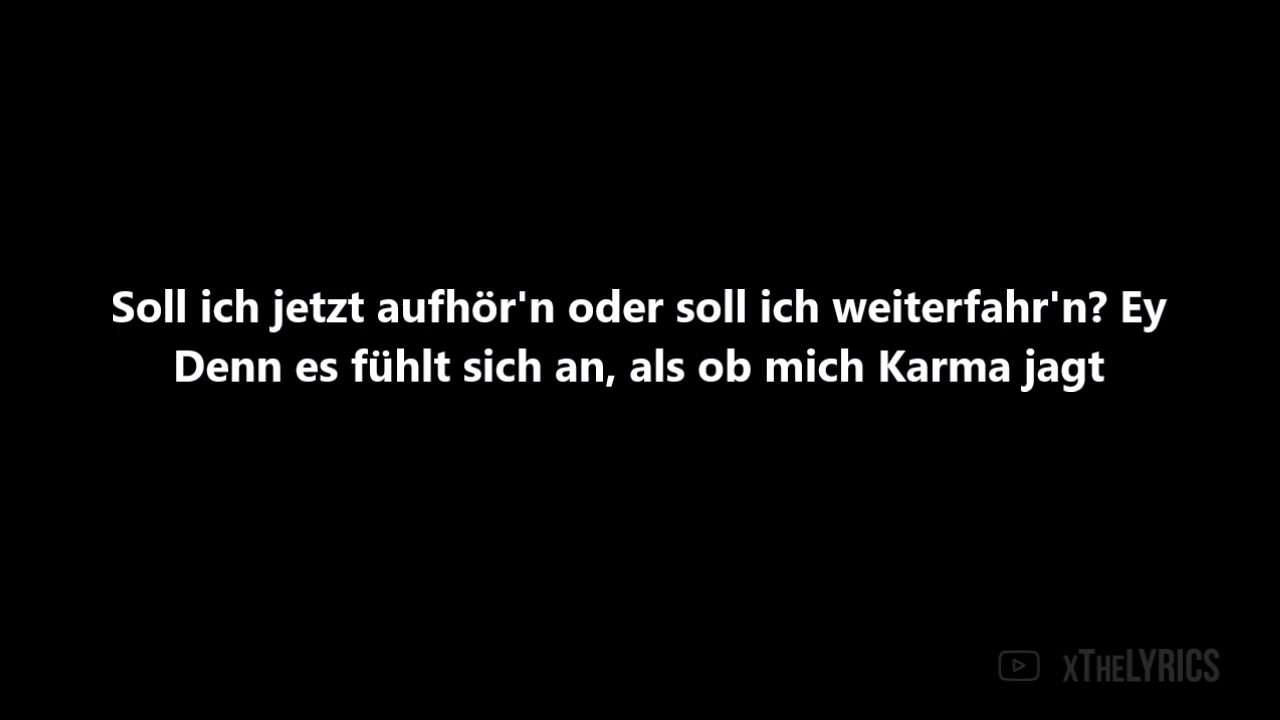 Soll ich jetzt aufhör'n oder soll ich weiterfahr'n? Ey
Denn es fühlt sich an, als ob mich Karma jagt
xTheLYRICS